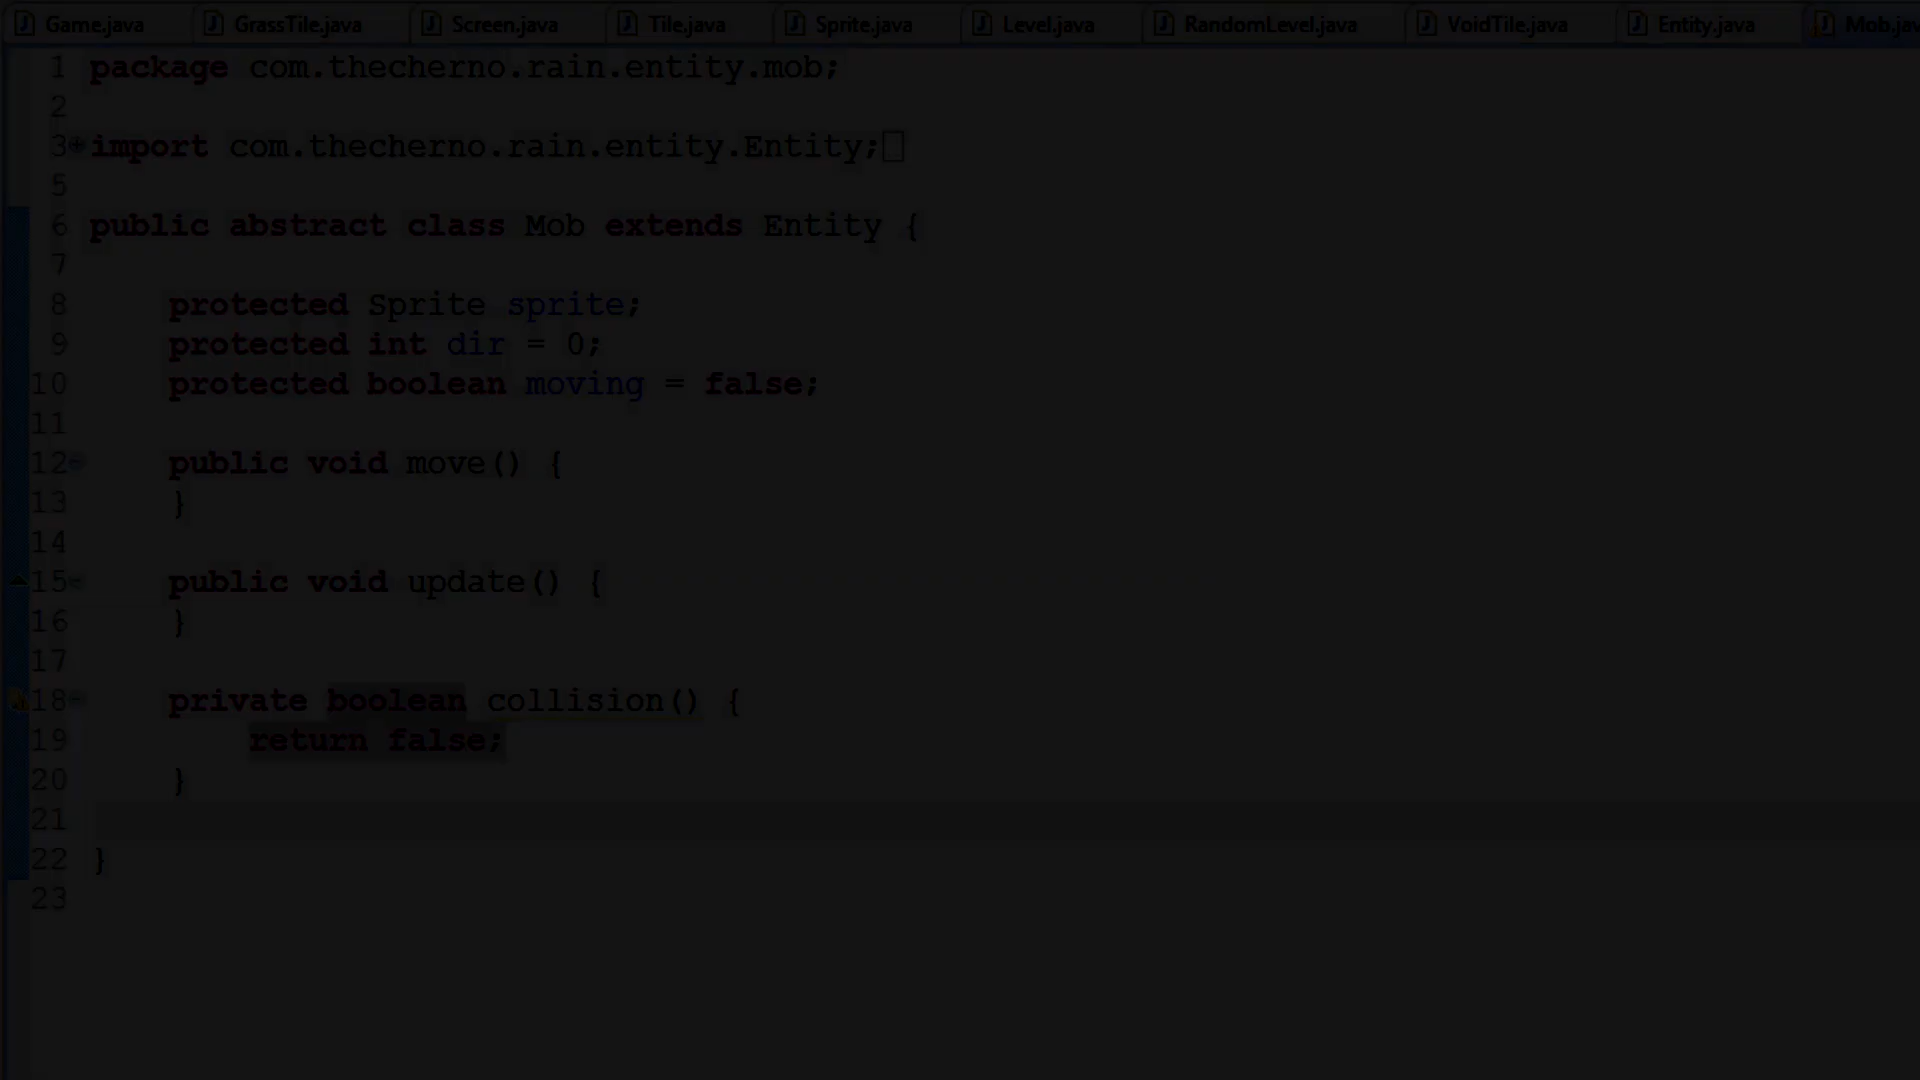 Game.java GrassTile.java Screen.java Tile.java Sprite.java Level.java RandomLevel.java VoidTile.java Entity.java Mob.jav
1 package com.thecherno.rain.entity.mob;
2
3 import com.thecherno.rain.entity.Entity;
5
6 public abstract class Mob extends Entity {
7
8 protected Sprite sprite;
9 protected int dir = 0;
10 protected boolean moving = false;
11
12 public void move() {
13 }
14
15 public void update() {
16 }
17
18 private boolean collision() {
19 return false;
20 }
21
22 }
23